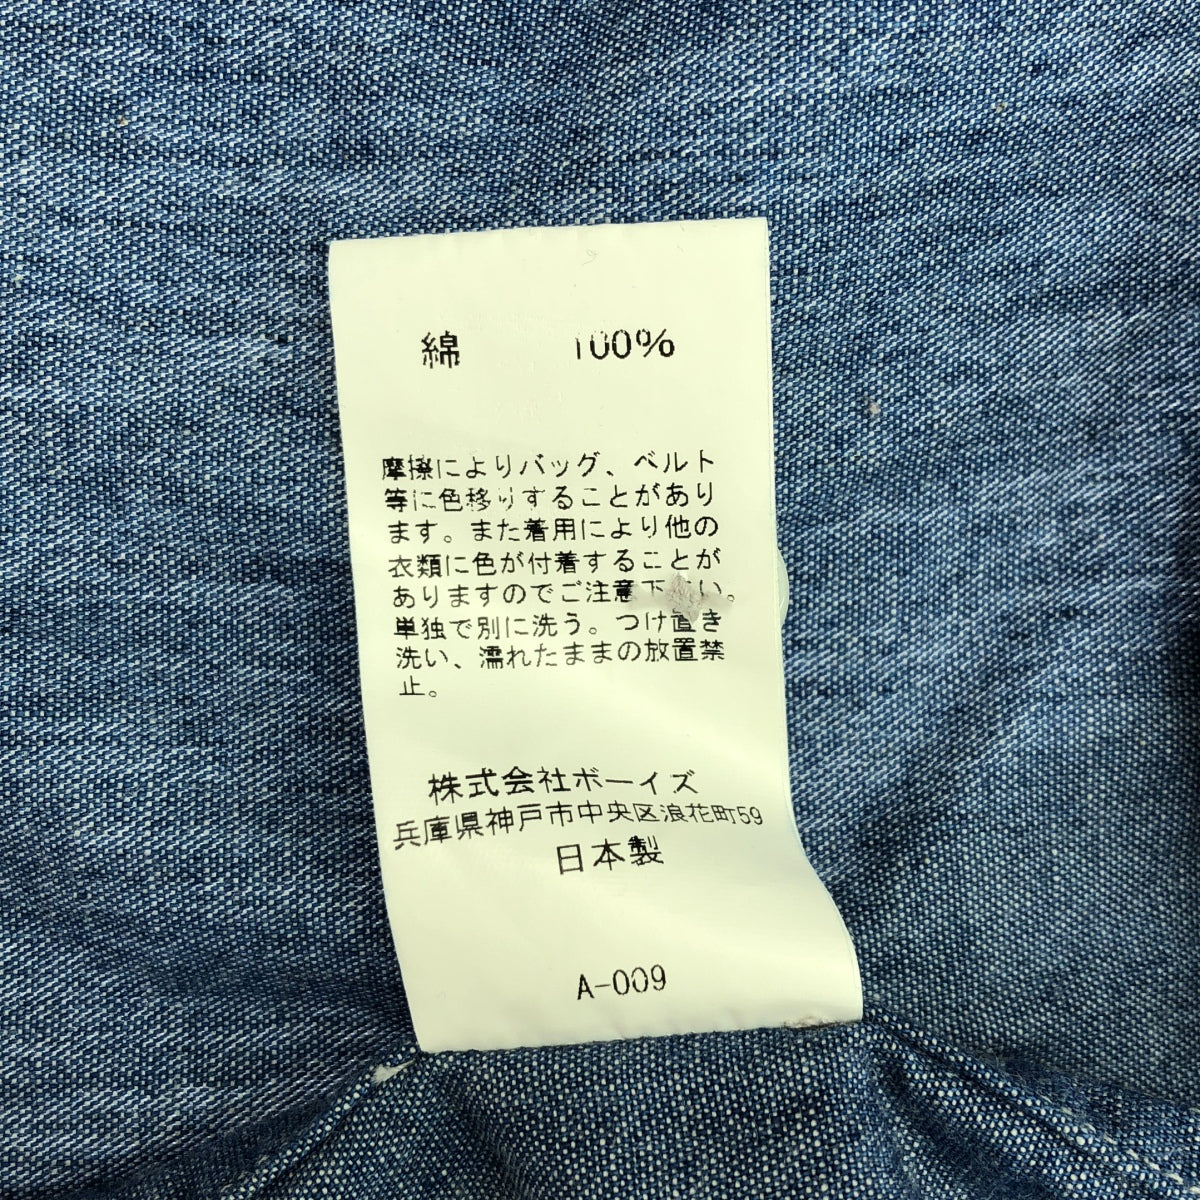 綿 100%
摩擦によりバッグ、ベルト
等に色移りすることがあり
ます。また着用により他の
衣類に色が付着することが
ありますのでご注意下さい。
単独で別に洗う。つけ置き
洗い、濡れたままの放置禁
止。
株式会社ボーイズ
兵庫県神戸市中央区浪花町59
日本製
A-009